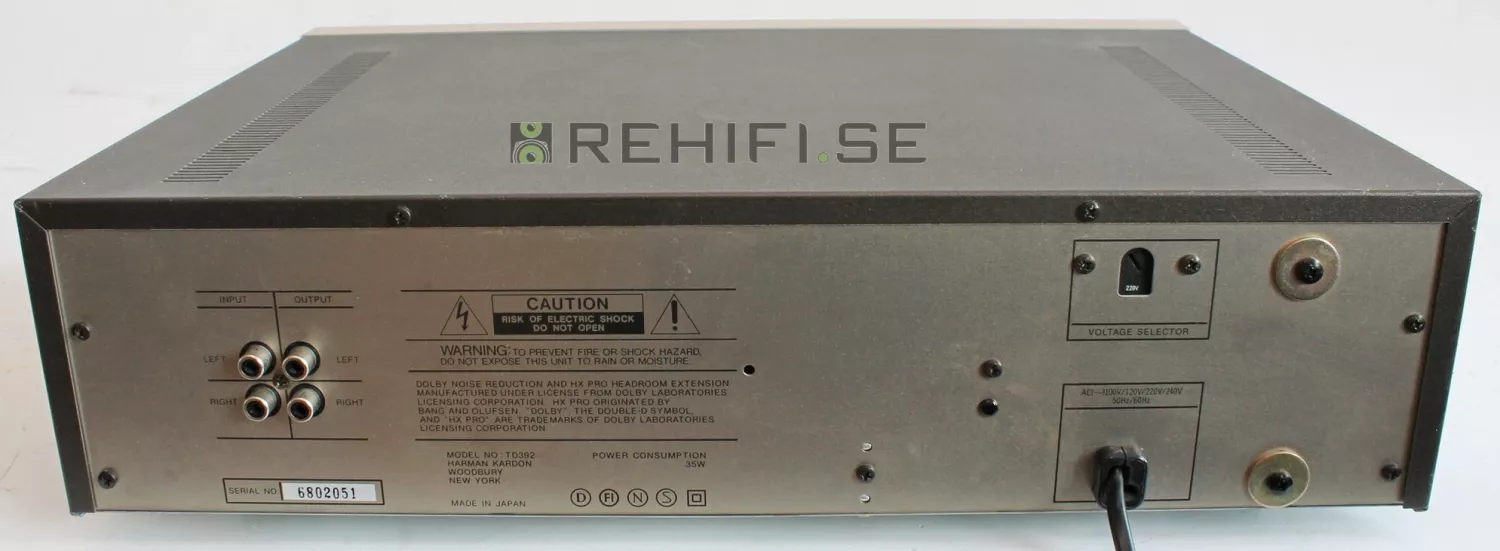 REHIFI.SE
INPUT OUTPUT
LEFT LEFT
RIGHT RIGHT
SERIAL NO. 6802051
CAUTION
RISK OF ELECTRIC SHOCK
DO NOT OPEN
WARNING: TO PREVENT FIRE OR SHOCK HAZARD,
DO NOT EXPOSE THIS UNIT TO RAIN OR MOISTURE.
DOLBY NOISE REDUCTION AND HX PRO HEADROOM EXTENSION
MANUFACTURED UNDER LICENSE FROM DOLBY LABORATORIES
LICENSING CORPORATION. HX PRO ORIGINATED BY
BANG AND OLUFSEN. "DOLBY", THE DOUBLE-D SYMBOL,
AND "HX PRO" ARE TRADEMARKS OF DOLBY LABORATORIES
LICENSING CORPORATION.
MODEL NO: TD392
HARMAN KARDON
WOODBURY
NEW YORK
MADE IN JAPAN
POWER CONSUMPTION
35W
D FI N S
220V
VOLTAGE SELECTOR
100V/120V/220V/240V
50Hz/60Hz